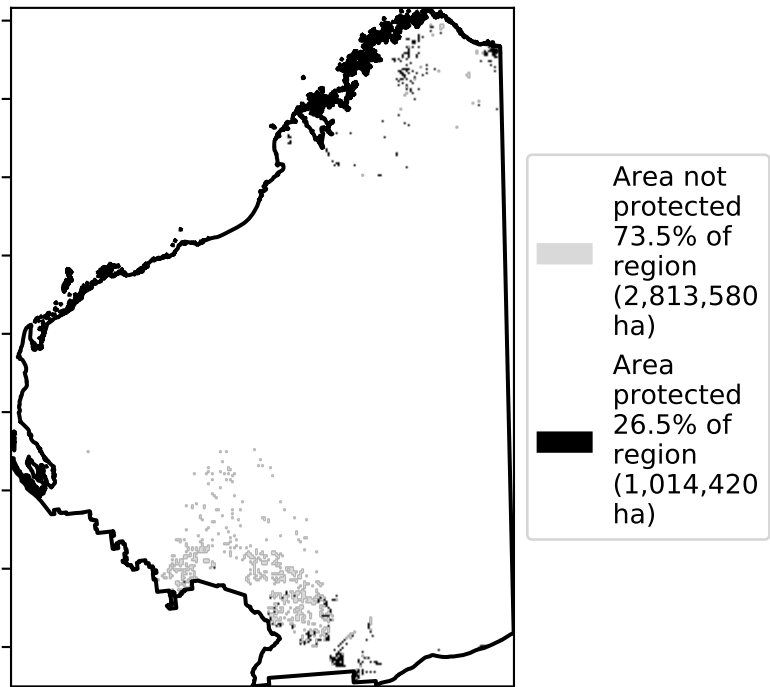 Area not
protected
73.5% of
region
(2,813,580
ha)
Area
protected
26.5% of
region
(1,014,420
ha)